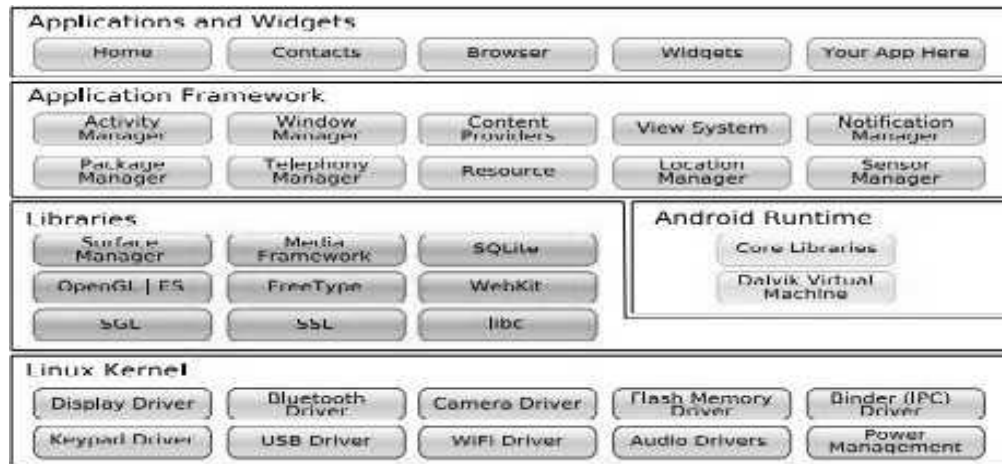 Applications and Widgets
Home Contacts Browser Widgets Your App Here
Application Framework
Activity Manager Window Manager Content Providers View System Notification Manager
Package Manager Telephony Manager Resource Location Manager Sensor Manager
Libraries
Surface Manager Media Framework SQLite
OpenGL | ES FreeType WebKit
SGL SSL libc
Android Runtime
Core Libraries
Dalvik Virtual Machine
Linux Kernel
Display Driver Bluetooth Driver Camera Driver Flash Memory Driver Binder (IPC) Driver
Keypad Driver USB Driver WiFi Driver Audio Drivers Power Management